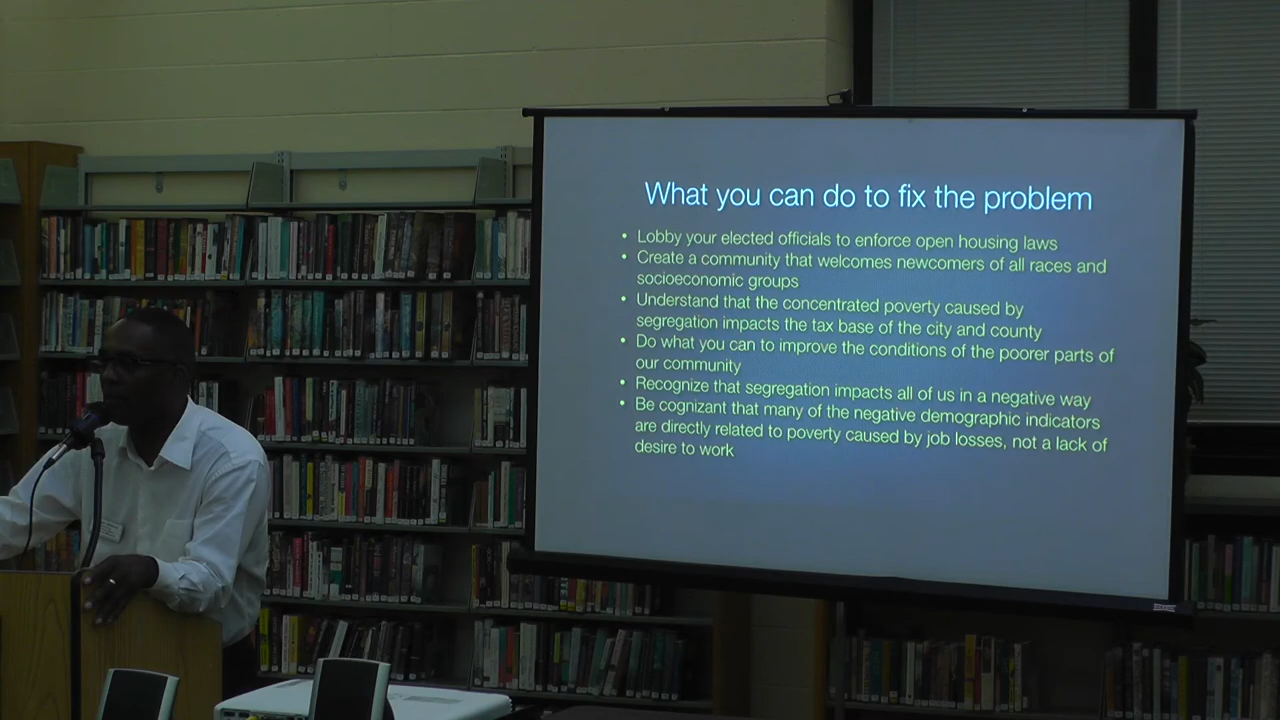 What you can do to fix the problem
• Lobby your elected officials to enforce open housing laws
• Create a community that welcomes newcomers of all races and
socioeconomic groups
• Understand that the concentrated poverty caused by
segregation impacts the tax base of the city and county
• Do what you can to improve the conditions of the poorer parts of
our community
• Recognize that segregation impacts all of us in a negative way
• Be cognizant that many of the negative demographic indicators
are directly related to poverty caused by job losses, not a lack of
desire to work